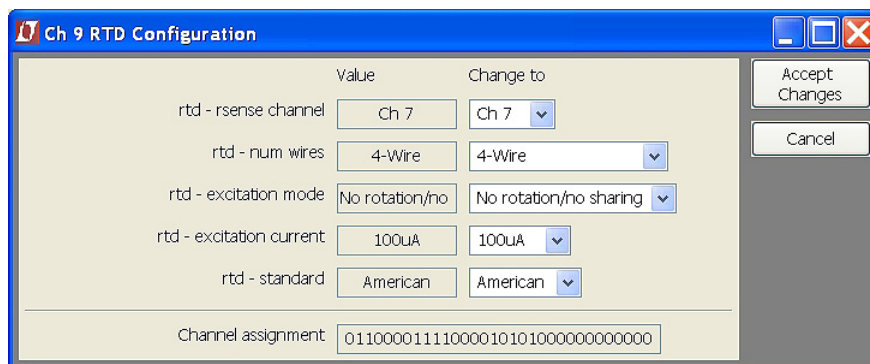 Ch 9 RTD Configuration
Value Change to
Accept Changes
rtd - rsense channel Ch 7 Ch 7
Cancel
rtd - num wires 4-Wire 4-Wire
rtd - excitation mode No rotation/no No rotation/no sharing
rtd - excitation current 100uA 100uA
rtd - standard American American
Channel assignment 01100001111000010101000000000000